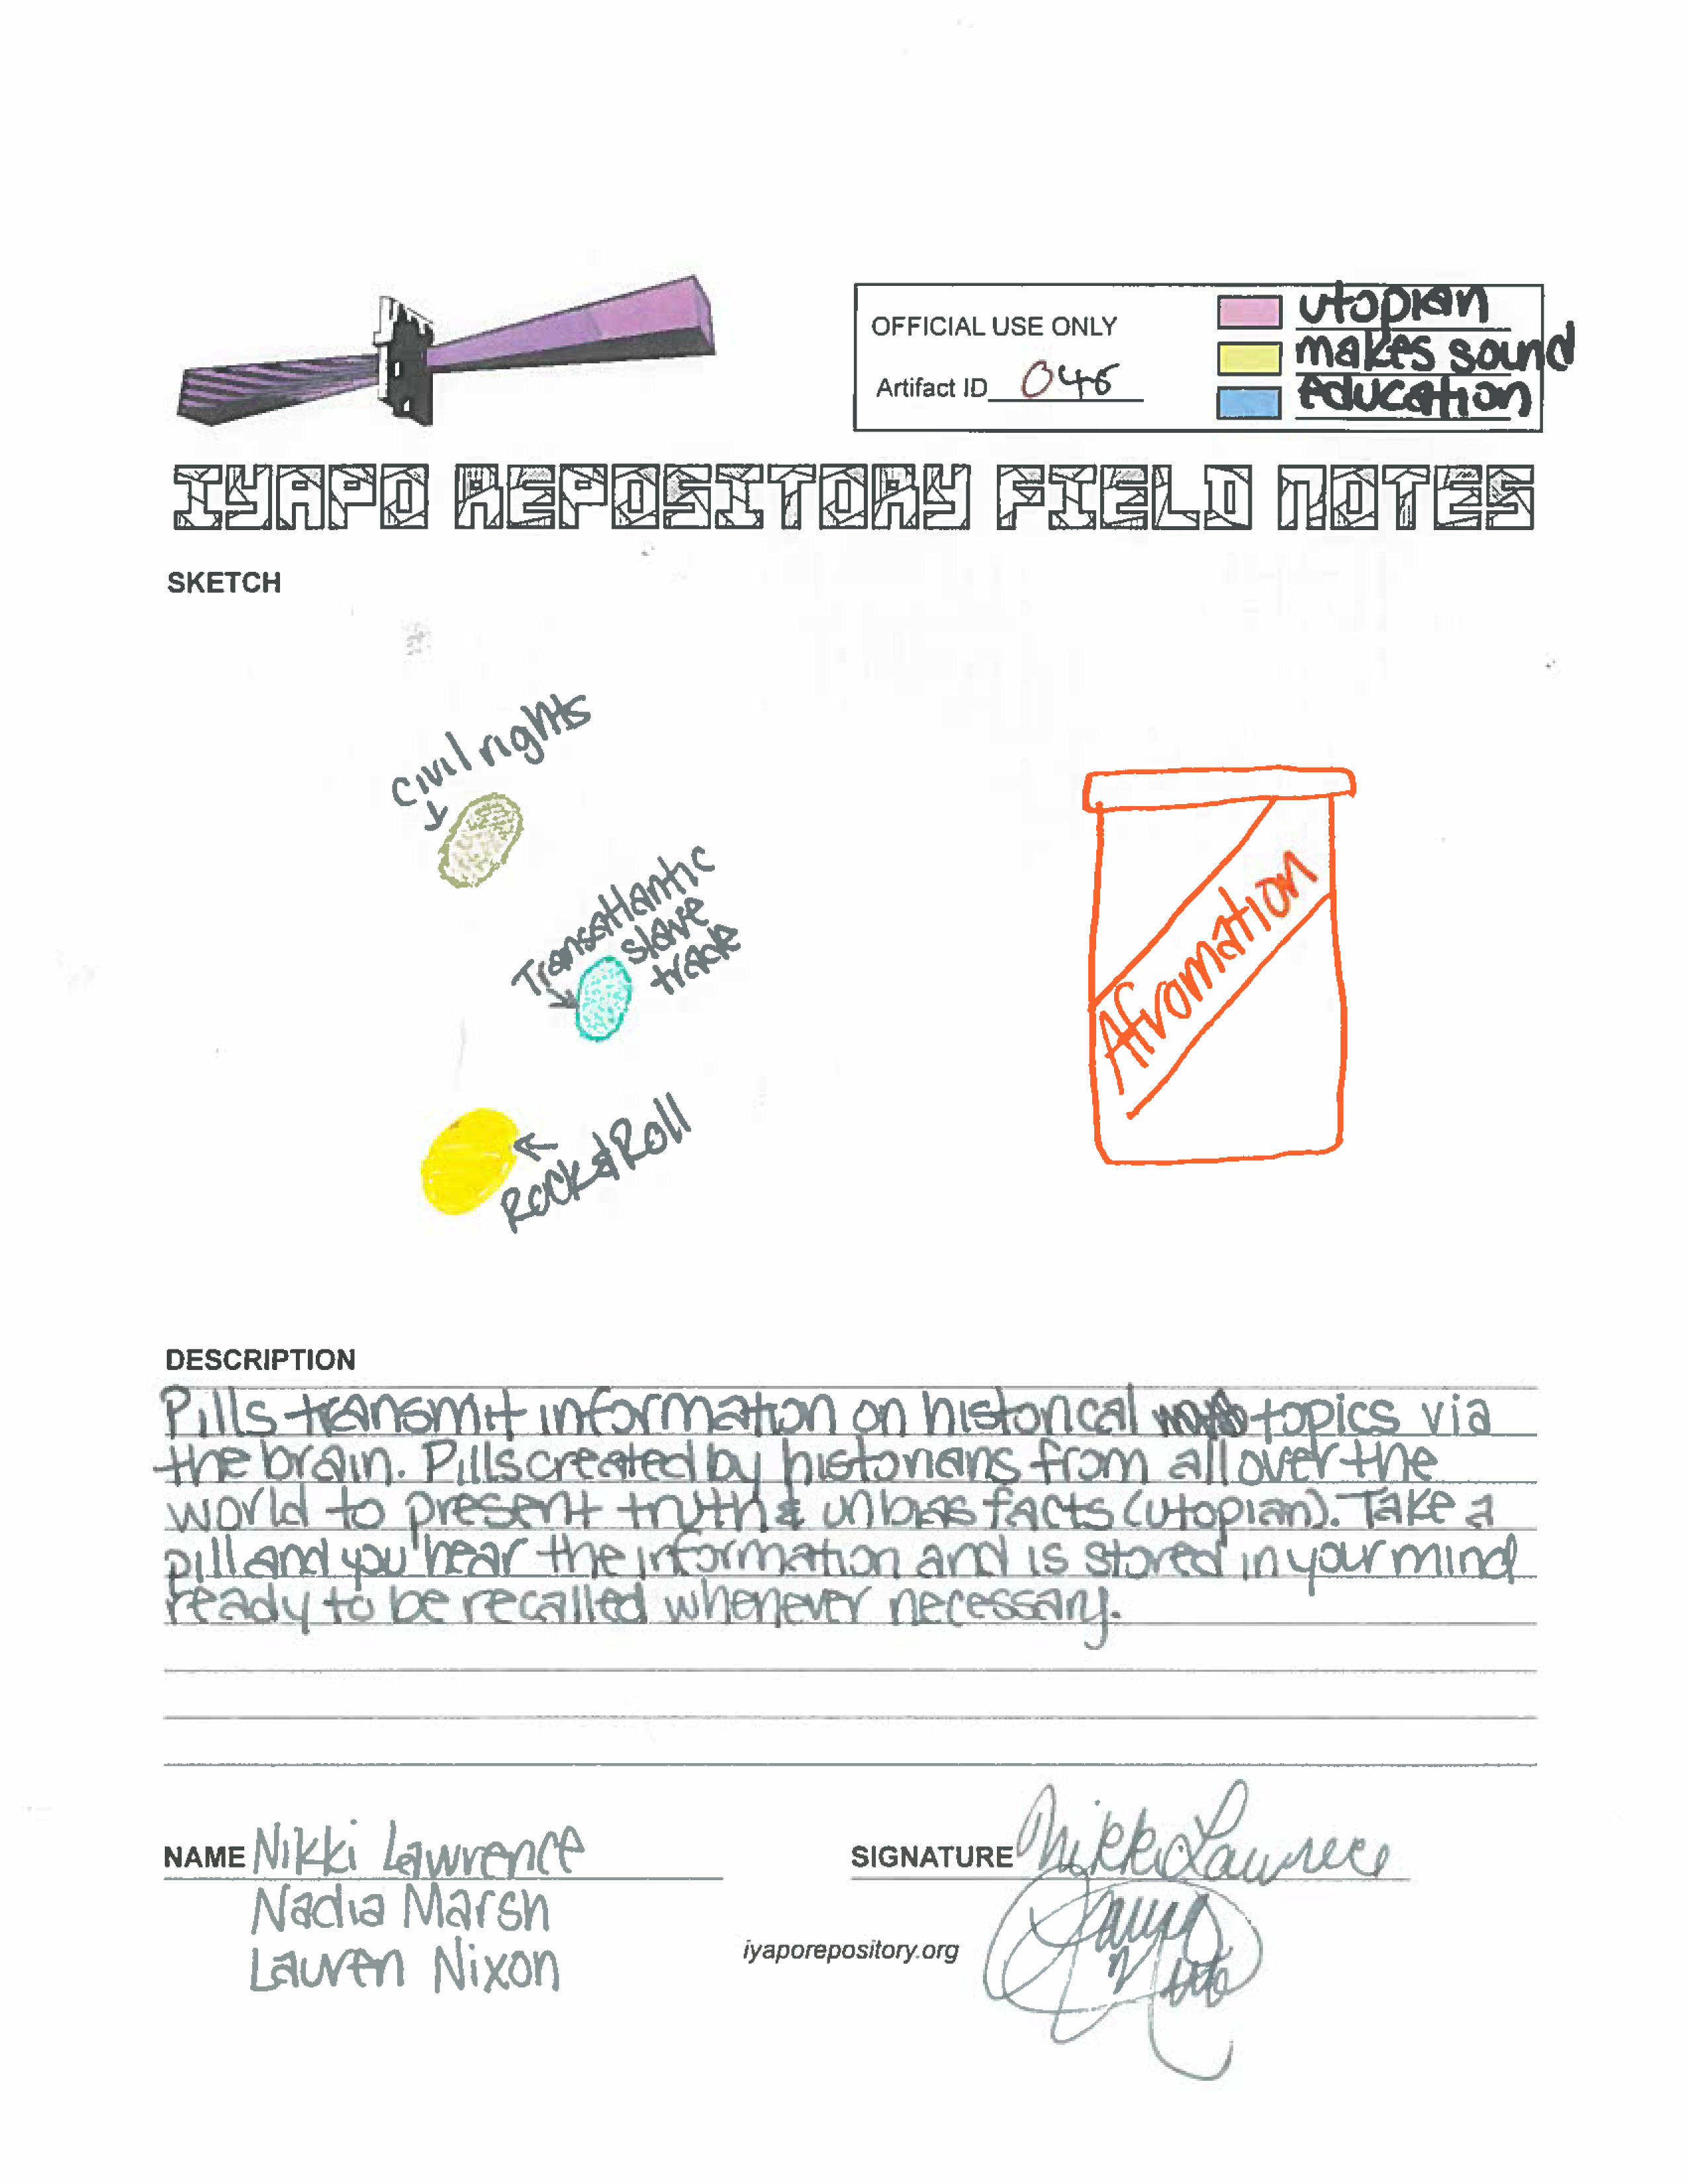 OFFICIAL USE ONLY
Artifact ID 046
utopian
makes sound
education
IYAPO REPOSITORY FIELD NOTES
SKETCH
Civil rights
Transatlantic
slave
trade
Rock & Roll
Afromation
DESCRIPTION
Pills transmit information on historical topics via
the brain. Pills created by historians from all over the
world to present truth & unbias facts (utopian). Take a
pill and you hear the information and is stored in your mind
ready to be recalled whenever necessary.
NAME Nikki Lawrence
Nadia Marsh
Lauren Nixon
SIGNATURE Nikki Lawrence
iyaporepository.org